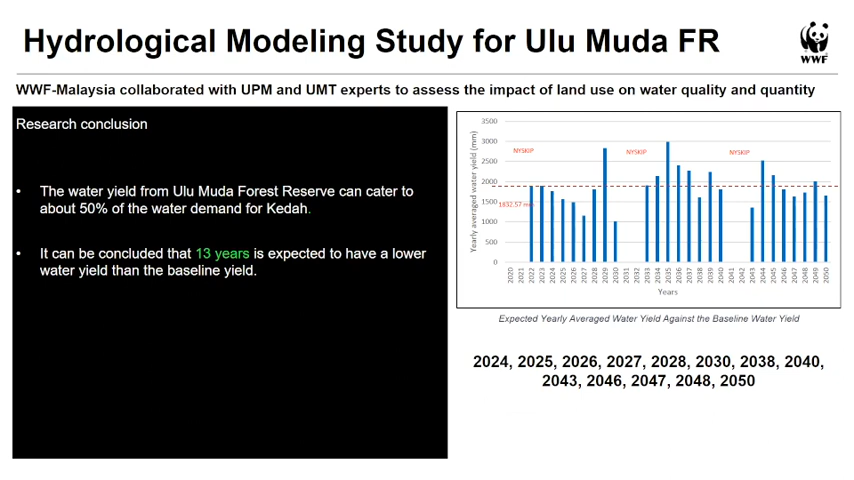 Hydrological Modeling Study for Ulu Muda FR
WWF
WWF-Malaysia collaborated with UPM and UMT experts to assess the impact of land use on water quality and quantity
Research conclusion
• The water yield from Ulu Muda Forest Reserve can cater to
about 50% of the water demand for Kedah.
• It can be concluded that 13 years is expected to have a lower
water yield than the baseline yield.
Yearly averaged water yield (mm)
3500
3000
2500
2000
1500
1000
500
0
NYSKIP
NYSKIP
NYSKIP
1832.57 mm
2020 2021 2022 2023 2024 2025 2026 2027 2028 2029 2030 2031 2032 2033 2034 2035 2036 2037 2038 2039 2040 2041 2042 2043 2044 2045 2046 2047 2048 2049 2050
Years
Expected Yearly Averaged Water Yield Against the Baseline Water Yield
2024, 2025, 2026, 2027, 2028, 2030, 2038, 2040,
2043, 2046, 2047, 2048, 2050